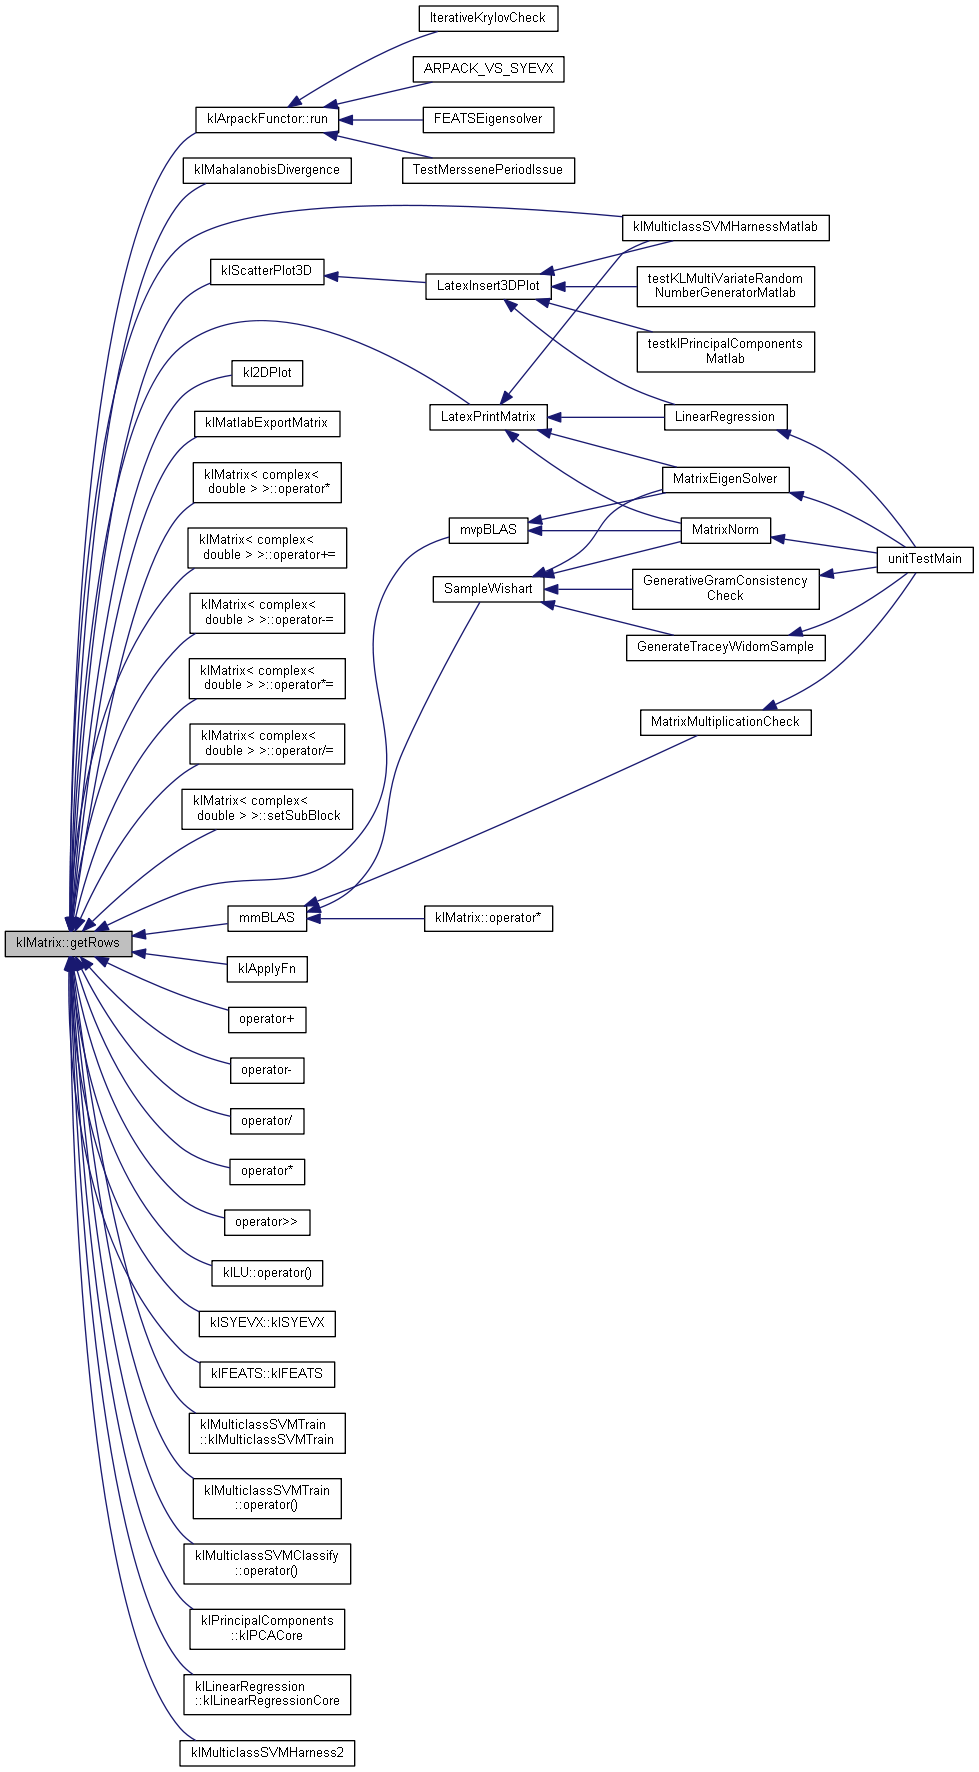 IterativeKrylovCheck
ARPACK_VS_SYEVX
klArpackFunctor::run
FEATSEigensolver
klMahalanobisDivergence
TestMerssenePeriodIssue
klMulticlassSVMHarnessMatlab
klScatterPlot3D
LatexInsert3DPlot
testKLMultiVariateRandom
NumberGeneratorMatlab
testklPrincipalComponents
Matlab
kl2DPlot
LatexPrintMatrix
LinearRegression
klMatlabExportMatrix
klMatrix< complex<
double > >::operator*
MatrixEigenSolver
mvpBLAS
MatrixNorm
klMatrix< complex<
double > >::operator+=
unitTestMain
SampleWishart
GenerativeGramConsistency
Check
klMatrix< complex<
double > >::operator-=
GenerateTraceyWidomSample
klMatrix< complex<
double > >::operator*=
MatrixMultiplicationCheck
klMatrix< complex<
double > >::operator/=
klMatrix< complex<
double > >::setSubBlock
mmBLAS
klMatrix::operator*
klMatrix::getRows
klApplyFn
operator+
operator-
operator/
operator*
operator>>
klLU::operator()
klSYEVX::klSYEVX
klFEATS::klFEATS
klMulticlassSVMTrain
::klMulticlassSVMTrain
klMulticlassSVMTrain
::operator()
klMulticlassSVMClassify
::operator()
klPrincipalComponents
::klPCACore
klLinearRegression
::klLinearRegressionCore
klMulticlassSVMHarness2